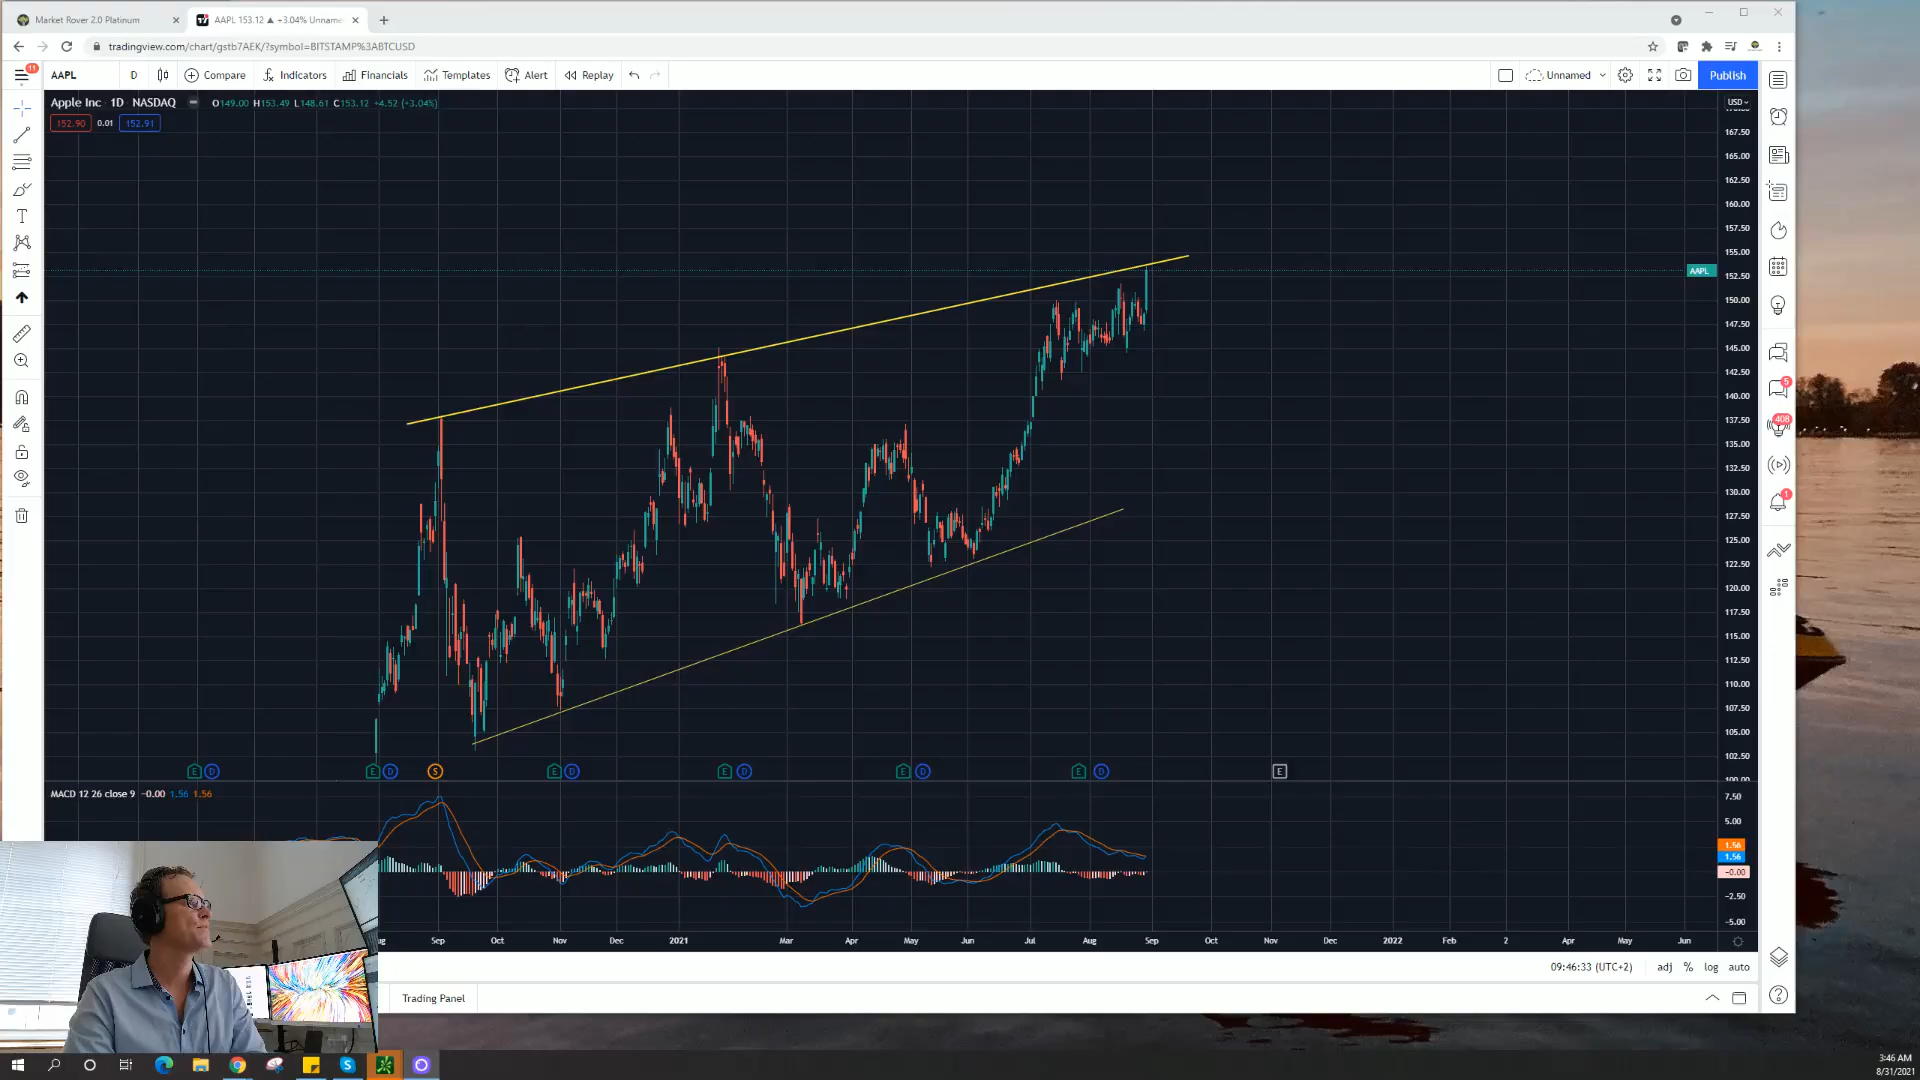 Market Rover 2.0 Platinum
AAPL 153.12 ▲ +3.04% Unname
tradingview.com/chart/gstb7AEK/?symbol=BITSTAMP%3ABTCUSD
11
AAPL D Compare Indicators Financials Templates Alert Replay Unnamed Publish
Apple Inc 1D NASDAQ O149.00 H153.49 L148.61 C153.12 +4.52 (+3.04%)
USD
152.90 0.01 152.91
167.50
165.00
162.50
160.00
157.50
155.00
AAPL
152.50
150.00
147.50
145.00
142.50
140.00
137.50
135.00
132.50
130.00
127.50
125.00
122.50
120.00
117.50
115.00
112.50
110.00
107.50
105.00
102.50
100.00
5
408
1
E D E D S E D E D E D E D E
MACD 12 26 close 9 −0.00 1.56 1.56
7.50
5.00
1.56
1.56
−0.00
−2.50
−5.00
Sep Oct Nov Dec 2021 Mar Apr May Jun Jul Aug Sep Oct Nov Dec 2022 Feb 2 Apr May Jun
09:46:33 (UTC+2) adj % log auto
Trading Panel
3:46 AM
8/31/2021